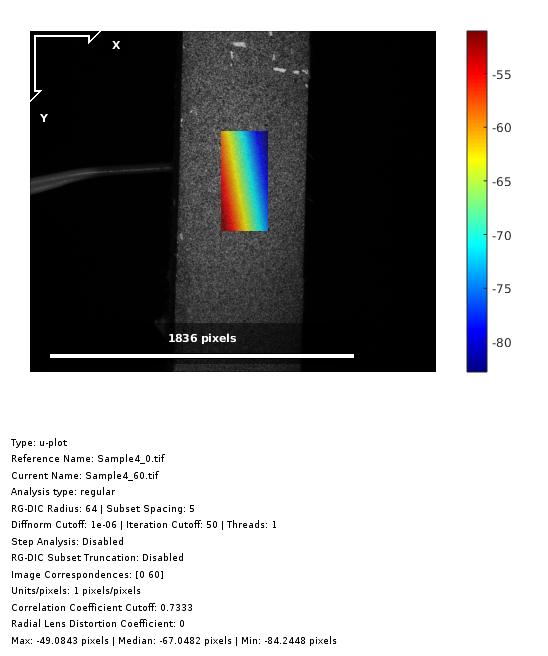 X
Y
-55
-60
-65
-70
-75
-80
1836 pixels
Type: u-plot
Reference Name: Sample4_0.tif
Current Name: Sample4_60.tif
Analysis type: regular
RG-DIC Radius: 64 | Subset Spacing: 5
Diffnorm Cutoff: 1e-06 | Iteration Cutoff: 50 | Threads: 1
Step Analysis: Disabled
RG-DIC Subset Truncation: Disabled
Image Correspondences: [0 60]
Units/pixels: 1 pixels/pixels
Correlation Coefficient Cutoff: 0.7333
Radial Lens Distortion Coefficient: 0
Max: -49.0843 pixels | Median: -67.0482 pixels | Min: -84.2448 pixels